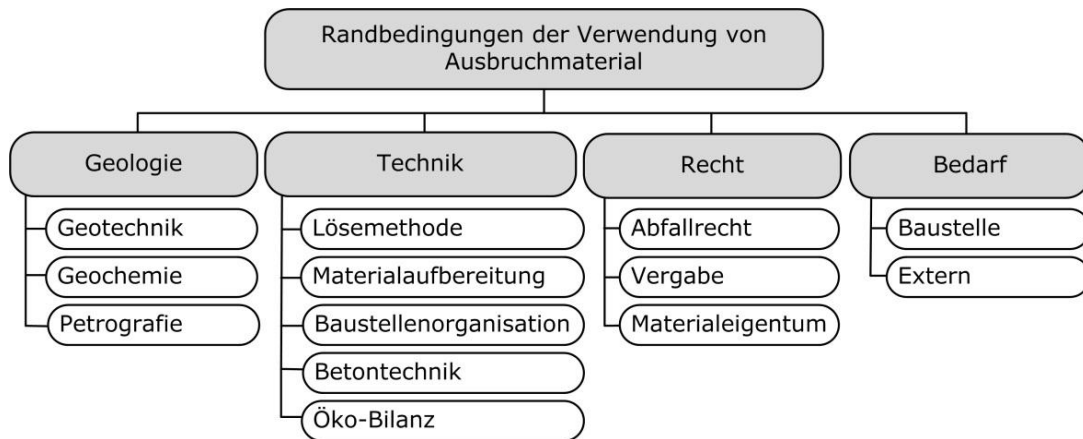 Randbedingungen der Verwendung von
Ausbruchmaterial
Geologie
Geotechnik
Geochemie
Petrografie
Technik
Lösemethode
Materialaufbereitung
Baustellenorganisation
Betontechnik
Öko-Bilanz
Recht
Abfallrecht
Vergabe
Materialeigentum
Bedarf
Baustelle
Extern